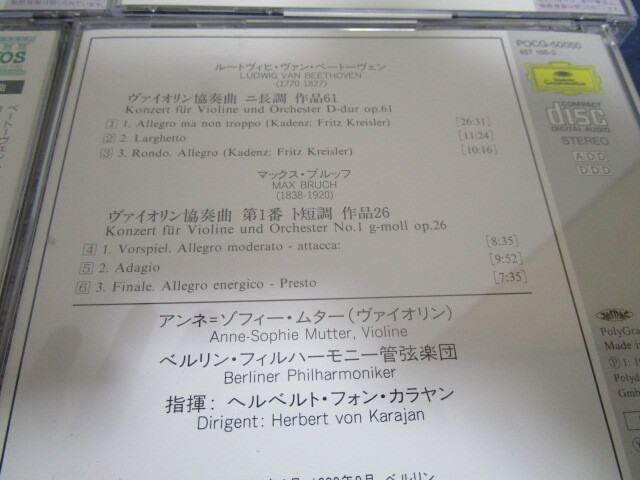 ルートヴィヒ・ヴァン・ベートーヴェン
LUDWIG VAN BEETHOVEN
(1770-1827)
ヴァイオリン協奏曲 ニ長調 作品61
Konzert für Violine und Orchester D-dur op.61
1 1. Allegro ma non troppo (Kadenz: Fritz Kreisler) [26:31]
2 2. Larghetto [11:24]
3 3. Rondo. Allegro (Kadenz: Fritz Kreisler) [10:16]
マックス・ブルッフ
MAX BRUCH
(1838-1920)
ヴァイオリン協奏曲 第1番 ト短調 作品26
Konzert für Violine und Orchester No.1 g-moll op.26
4 1. Vorspiel. Allegro moderato - attacca: [8:35]
5 2. Adagio [9:52]
6 3. Finale. Allegro energico - Presto [7:35]
アンネ=ゾフィー・ムター(ヴァイオリン)
Anne-Sophie Mutter, Violine
ベルリン・フィルハーモニー管弦楽団
Berliner Philharmoniker
指揮: ヘルベルト・フォン・カラヤン
Dirigent: Herbert von Karajan
ベルリン
POCG-50050
Deutsche Grammophon
COMPACT
disc
DIGITAL AUDIO
STEREO
ADD
DDD
PolyGra
Made i
Ⓟ 1: P
Polyd
Gmb